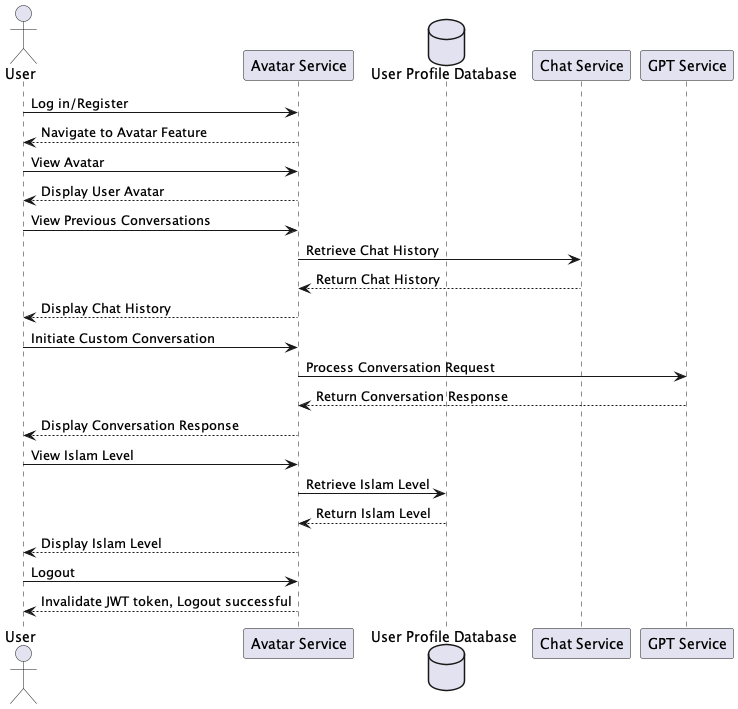 User
Avatar Service
User Profile Database
Chat Service
GPT Service
Log in/Register
Navigate to Avatar Feature
View Avatar
Display User Avatar
View Previous Conversations
Retrieve Chat History
Return Chat History
Display Chat History
Initiate Custom Conversation
Process Conversation Request
Return Conversation Response
Display Conversation Response
View Islam Level
Retrieve Islam Level
Return Islam Level
Display Islam Level
Logout
Invalidate JWT token, Logout successful
User
Avatar Service
User Profile Database
Chat Service
GPT Service